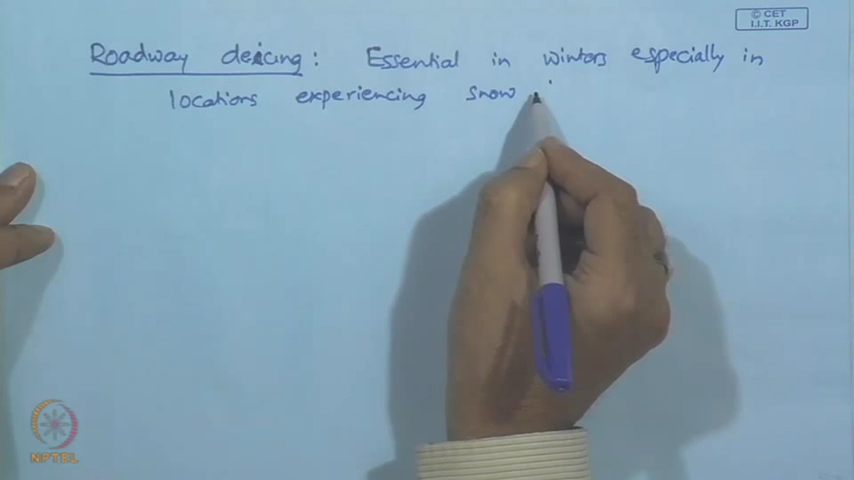 © CET
I.I.T. KGP
Roadway deicing : Essential in winters especially in
locations experiencing snow
NPTEL